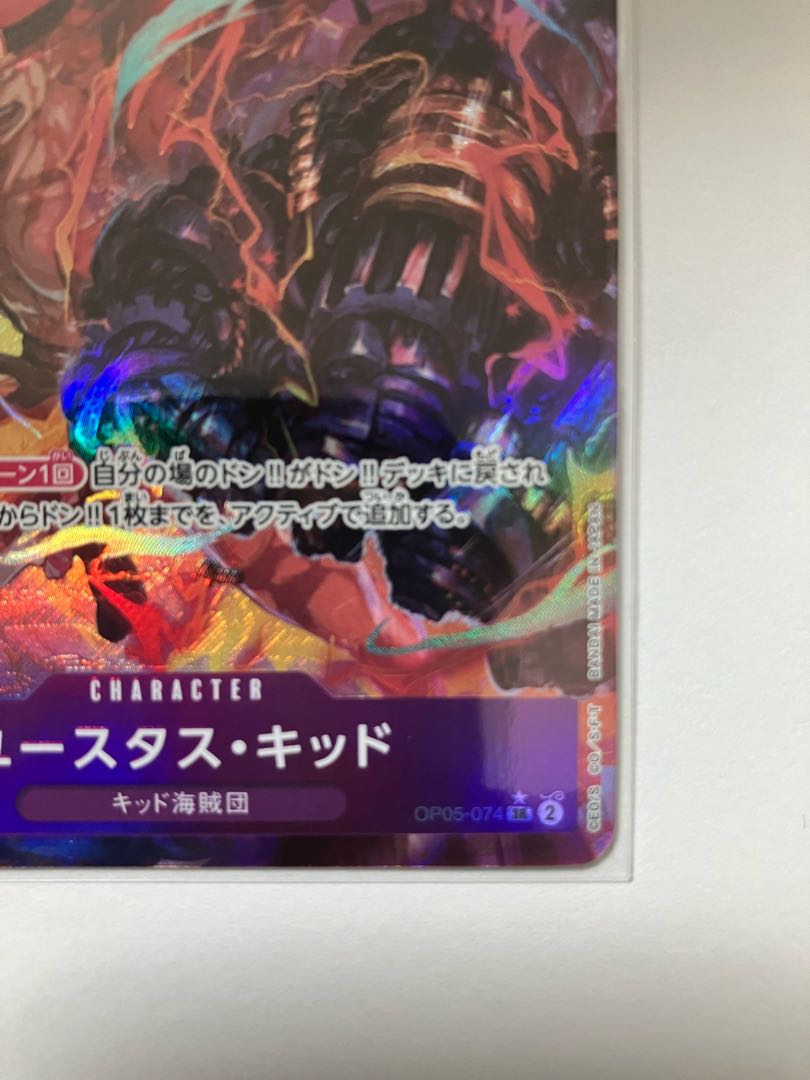 ーン1回 自分の場のドン!!がドン!!デッキに戻され
からドン!!1枚までを、アクティブで追加する。
CHARACTER
ユースタス・キッド
キッド海賊団
OP05-074 SR 2
©EO/S ©O/S・F・T BANDAI MADE IN JAPAN